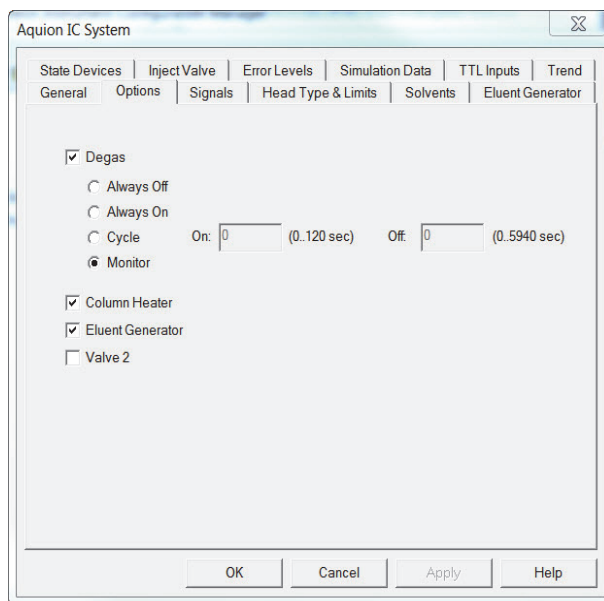 Aquion IC System
State Devices Inject Valve Error Levels Simulation Data TTL Inputs Trend
General Options Signals Head Type & Limits Solvents Eluent Generator
Degas
Always Off
Always On
Cycle On: 0 (0..120 sec) Off: 0 (0..5940 sec)
Monitor
Column Heater
Eluent Generator
Valve 2
OK Cancel Apply Help